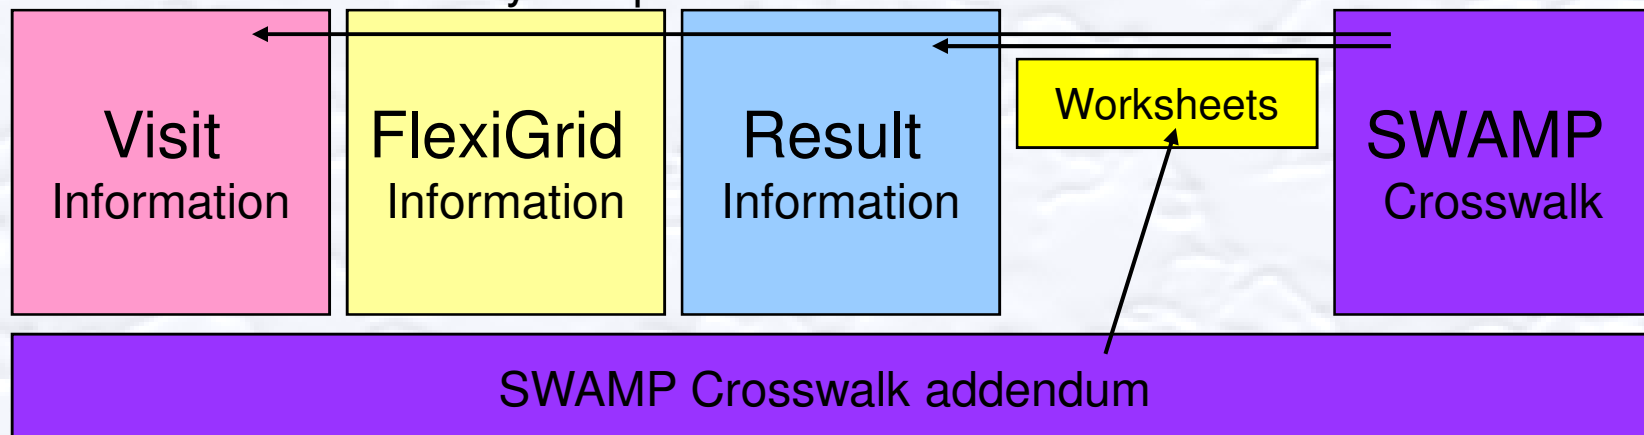 Visit
Information
FlexiGrid
Information
Result
Information
Worksheets
SWAMP
Crosswalk
SWAMP Crosswalk addendum